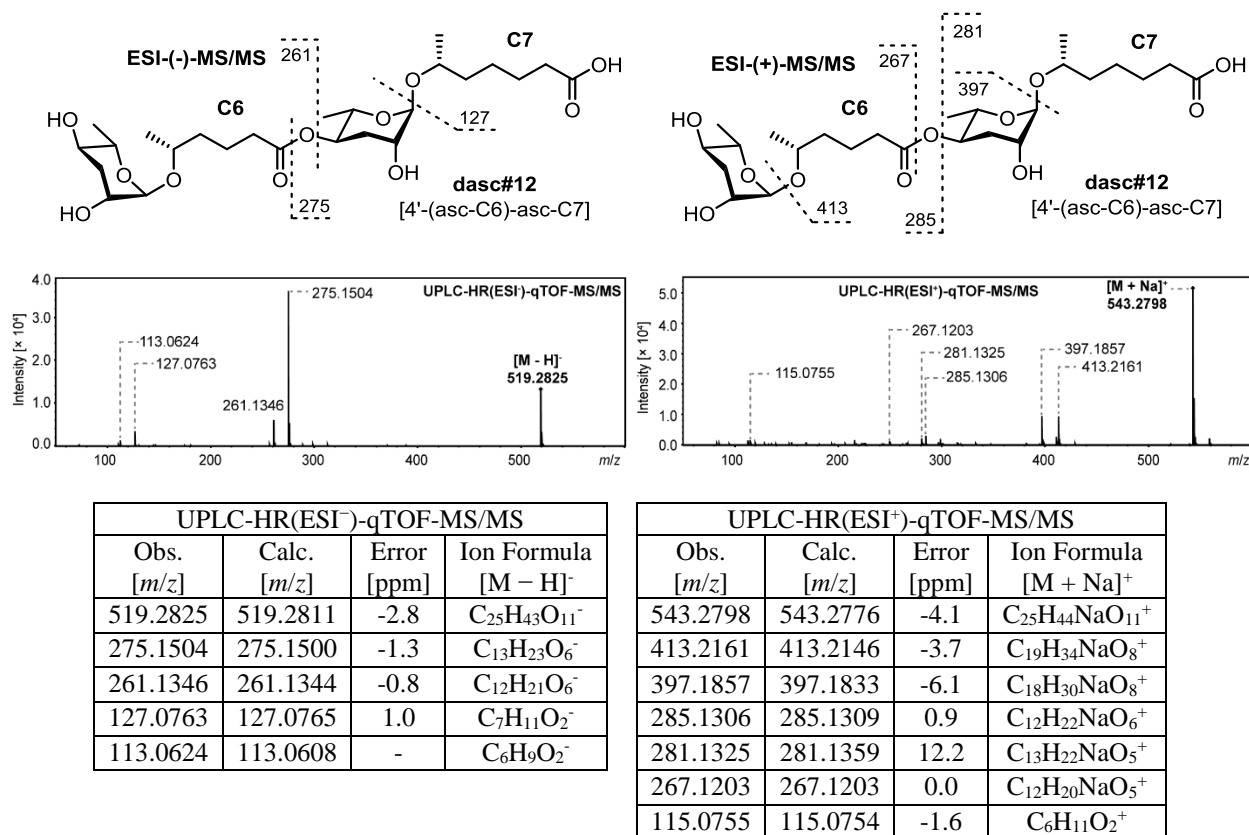 ESI-(-)-MS/MS
261
C7
OH
O
O
C6
O
127
HO
O
O
O
O
OH
HO
275
dasc#12
[4'-(asc-C6)-asc-C7]
281
C7
ESI-(+)-MS/MS
267
OH
O
O
397
C6
O
HO
O
O
O
O
OH
HO
413
285
dasc#12
[4'-(asc-C6)-asc-C7]
4.0
3.0
2.0
1.0
0.0
Intensity [× 10⁴]
275.1504
UPLC-HR(ESI⁻)-qTOF-MS/MS
113.0624
127.0763
[M - H]⁻
519.2825
261.1346
100 200 300 400 500 m/z
5.0
4.0
3.0
2.0
1.0
0.0
Intensity [× 10⁴]
UPLC-HR(ESI⁺)-qTOF-MS/MS
[M + Na]⁺
543.2798
267.1203
281.1325
397.1857
115.0755
285.1306
413.2161
100 200 300 400 500 m/z
UPLC-HR(ESI⁻)-qTOF-MS/MS
Obs. Calc. Error Ion Formula
[m/z] [m/z] [ppm] [M − H]⁻
519.2825 519.2811 -2.8 C₂₅H₄₃O₁₁⁻
275.1504 275.1500 -1.3 C₁₃H₂₃O₆⁻
261.1346 261.1344 -0.8 C₁₂H₂₁O₆⁻
127.0763 127.0765 1.0 C₇H₁₁O₂⁻
113.0624 113.0608 - C₆H₉O₂⁻
UPLC-HR(ESI⁺)-qTOF-MS/MS
Obs. Calc. Error Ion Formula
[m/z] [m/z] [ppm] [M + Na]⁺
543.2798 543.2776 -4.1 C₂₅H₄₄NaO₁₁⁺
413.2161 413.2146 -3.7 C₁₉H₃₄NaO₈⁺
397.1857 397.1833 -6.1 C₁₈H₃₀NaO₈⁺
285.1306 285.1309 0.9 C₁₂H₂₂NaO₆⁺
281.1325 281.1359 12.2 C₁₃H₂₂NaO₅⁺
267.1203 267.1203 0.0 C₁₂H₂₀NaO₅⁺
115.0755 115.0754 -1.6 C₆H₁₁O₂⁺